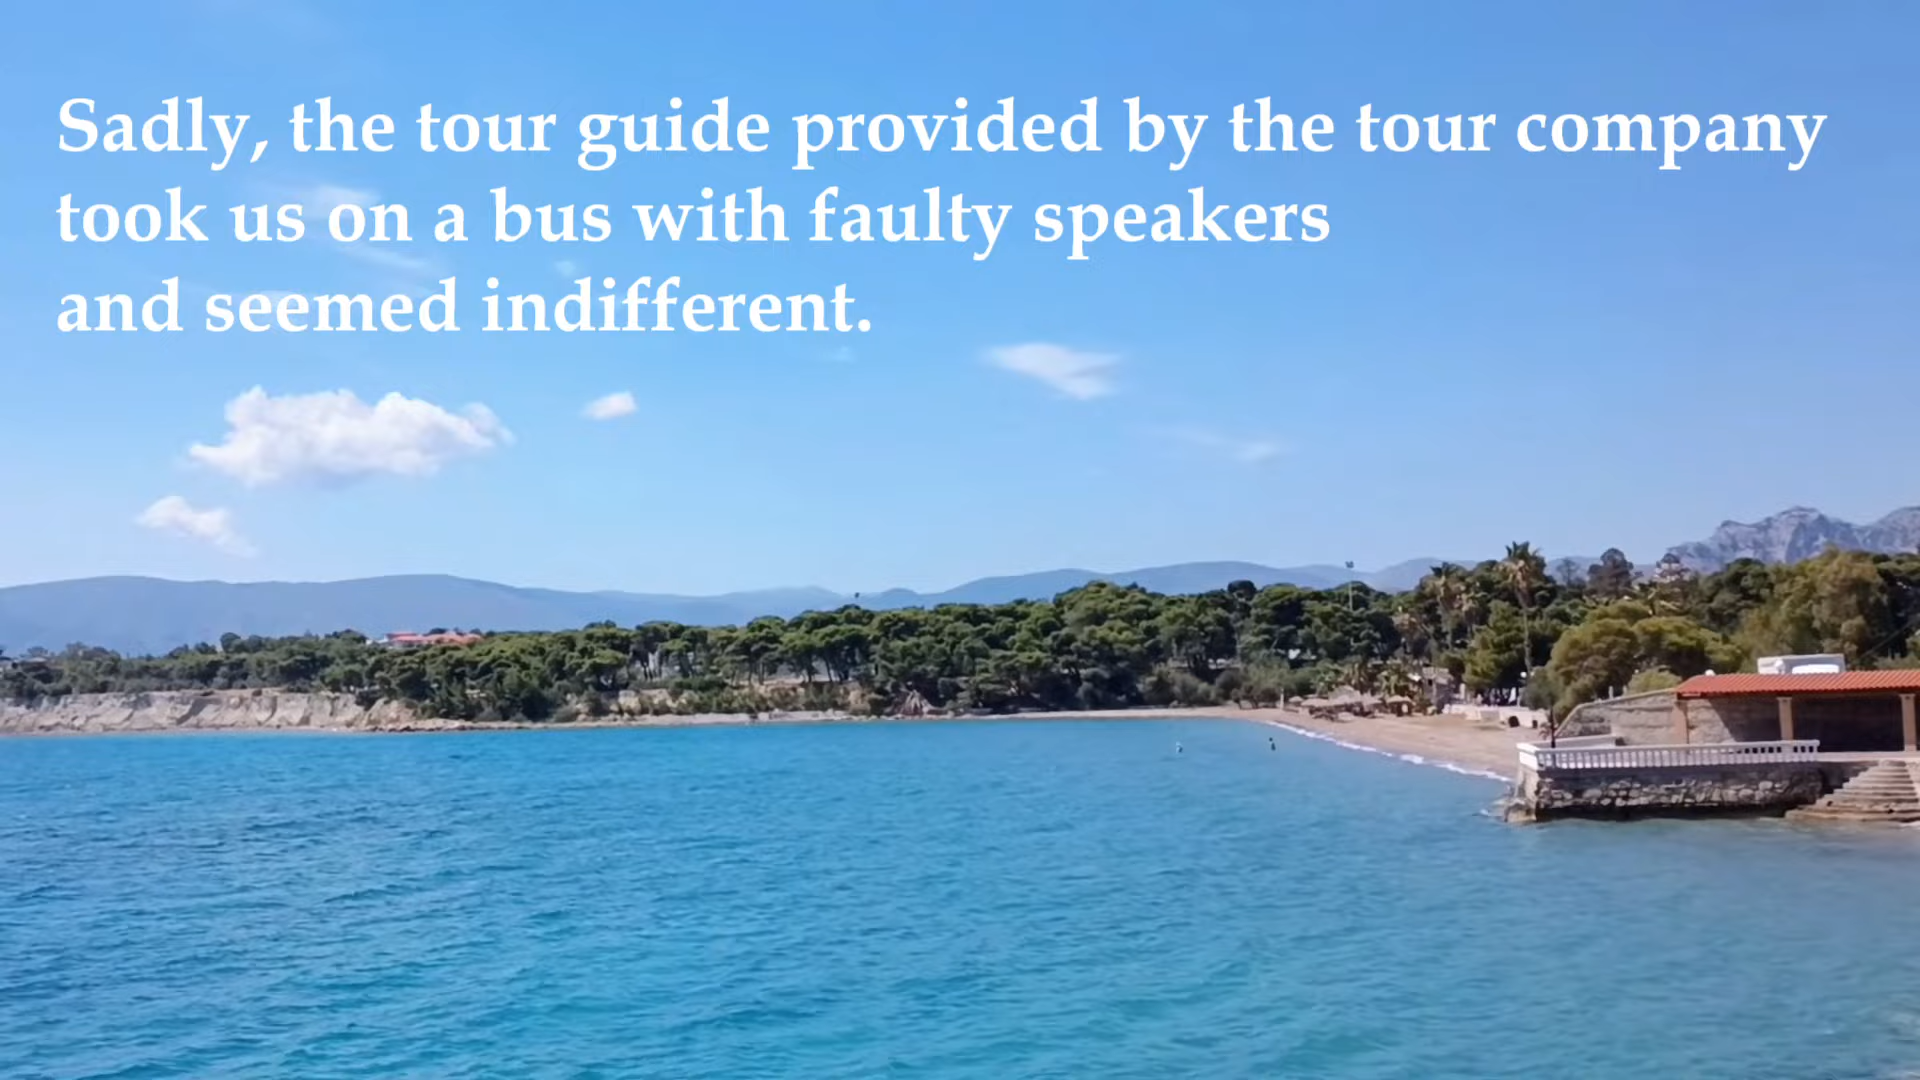 Sadly, the tour guide provided by the tour company
took us on a bus with faulty speakers
and seemed indifferent.